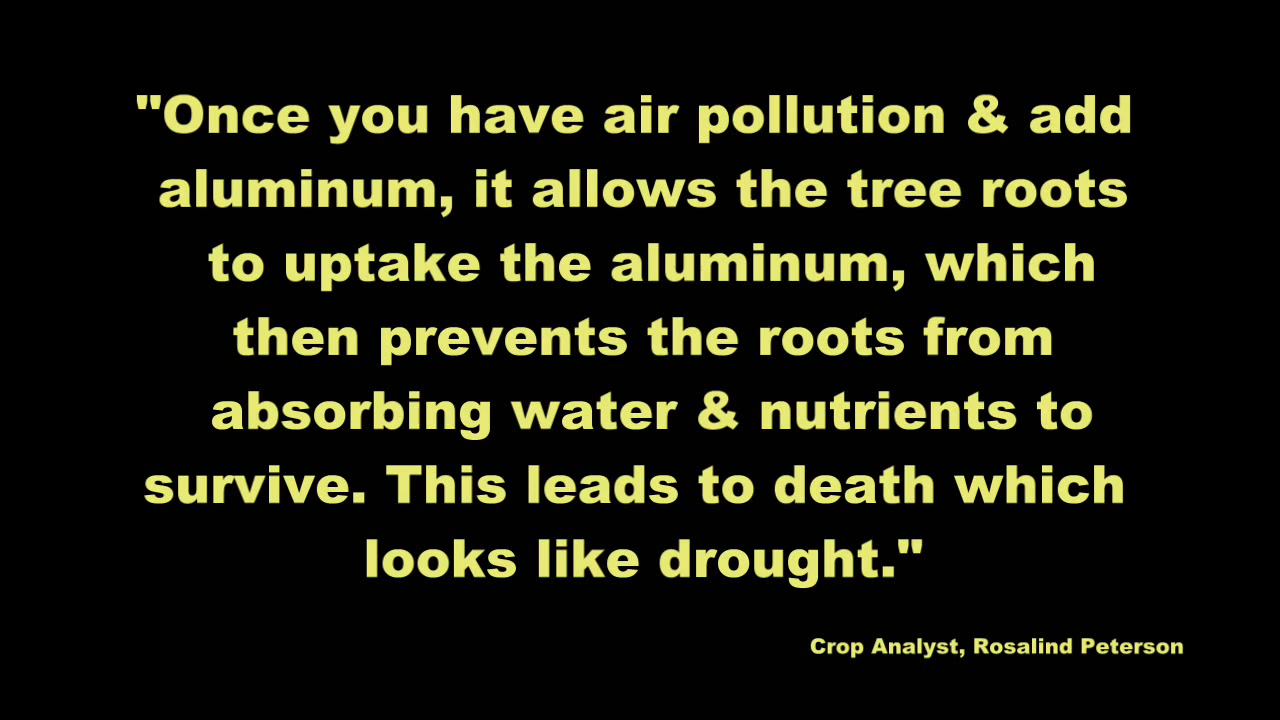 "Once you have air pollution & add
aluminum, it allows the tree roots
to uptake the aluminum, which
then prevents the roots from
absorbing water & nutrients to
survive. This leads to death which
looks like drought."
Crop Analyst, Rosalind Peterson